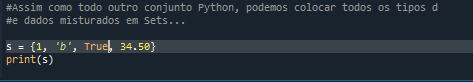 #Assim como todo outro conjunto Python, podemos colocar todos os tipos d
#e dados misturados em Sets...
s = {1, 'b', True, 34.50}
print(s)